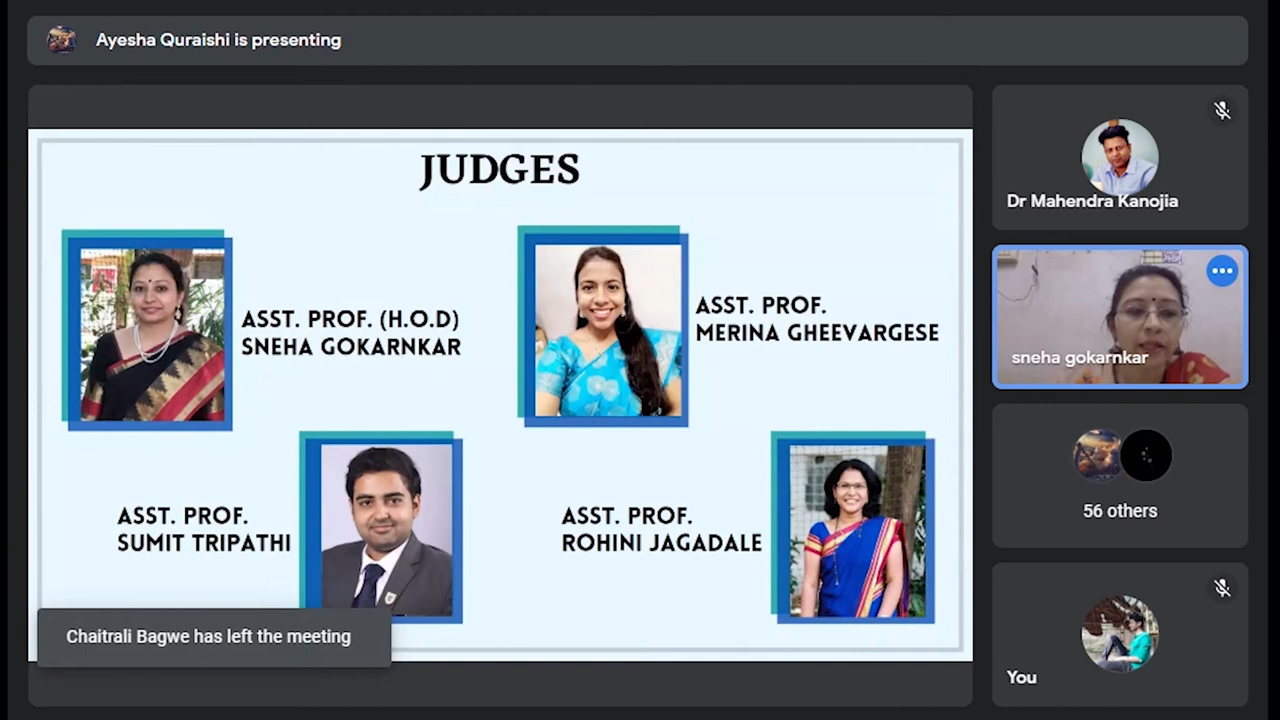 Ayesha Quraishi is presenting
JUDGES
ASST. PROF. (H.O.D)
SNEHA GOKARNKAR
ASST. PROF.
MERINA GHEEVARGESE
ASST. PROF.
SUMIT TRIPATHI
ASST. PROF.
ROHINI JAGADALE
Chaitrali Bagwe has left the meeting
Dr Mahendra Kanojia
sneha gokarnkar
56 others
You